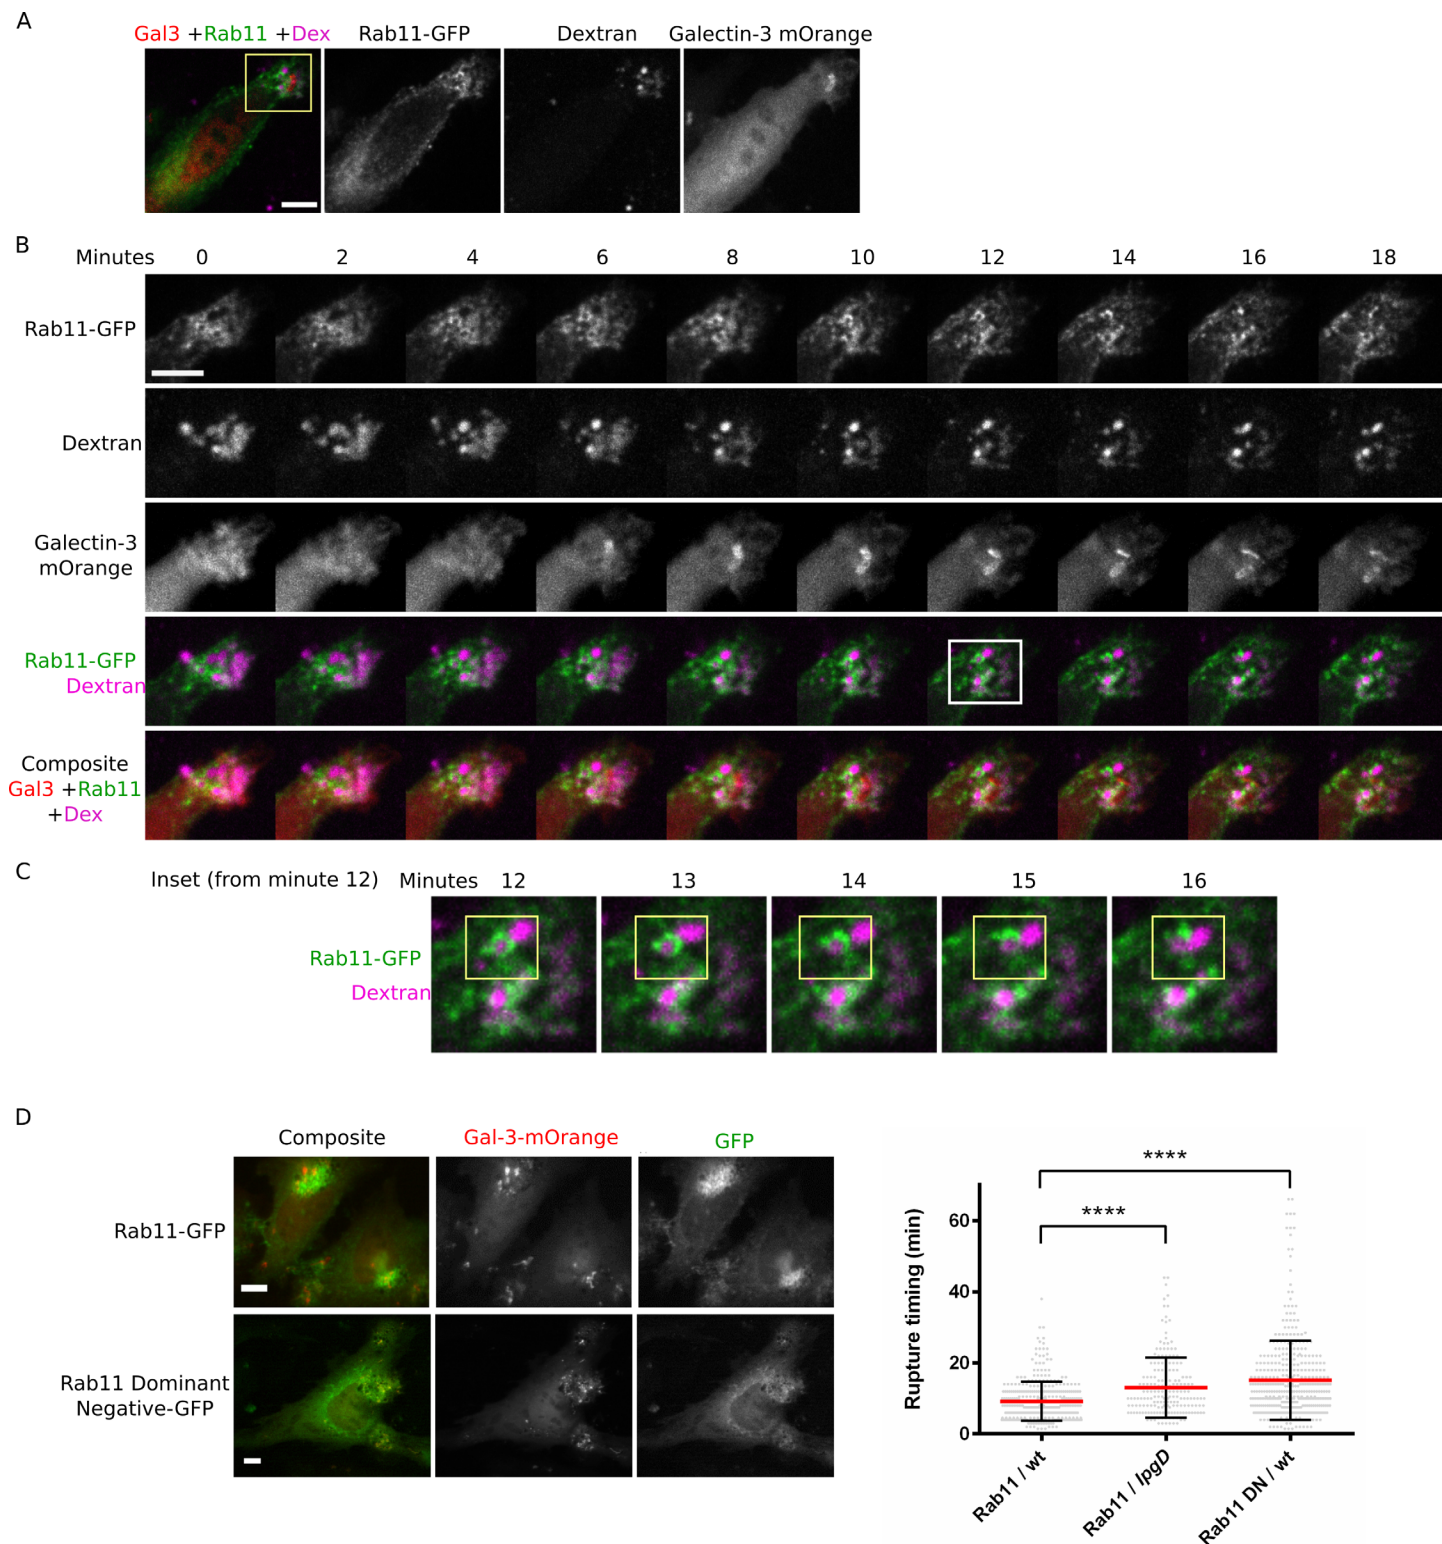 A
Gal3 +Rab11 +Dex Rab11-GFP Dextran Galectin-3 mOrange
B
Minutes 0 2 4 6 8 10 12 14 16 18
Rab11-GFP
Dextran
Galectin-3
mOrange
Rab11-GFP
Dextran
Composite
Gal3 +Rab11
+Dex
C
Inset (from minute 12) Minutes 12 13 14 15 16
Rab11-GFP
Dextran
D
Composite Gal-3-mOrange GFP
Rab11-GFP
Rab11 Dominant
Negative-GFP
****
****
Rupture timing (min)
60
40
20
0
Rab11 / wt
Rab11 / IpgD
Rab11 DN / wt